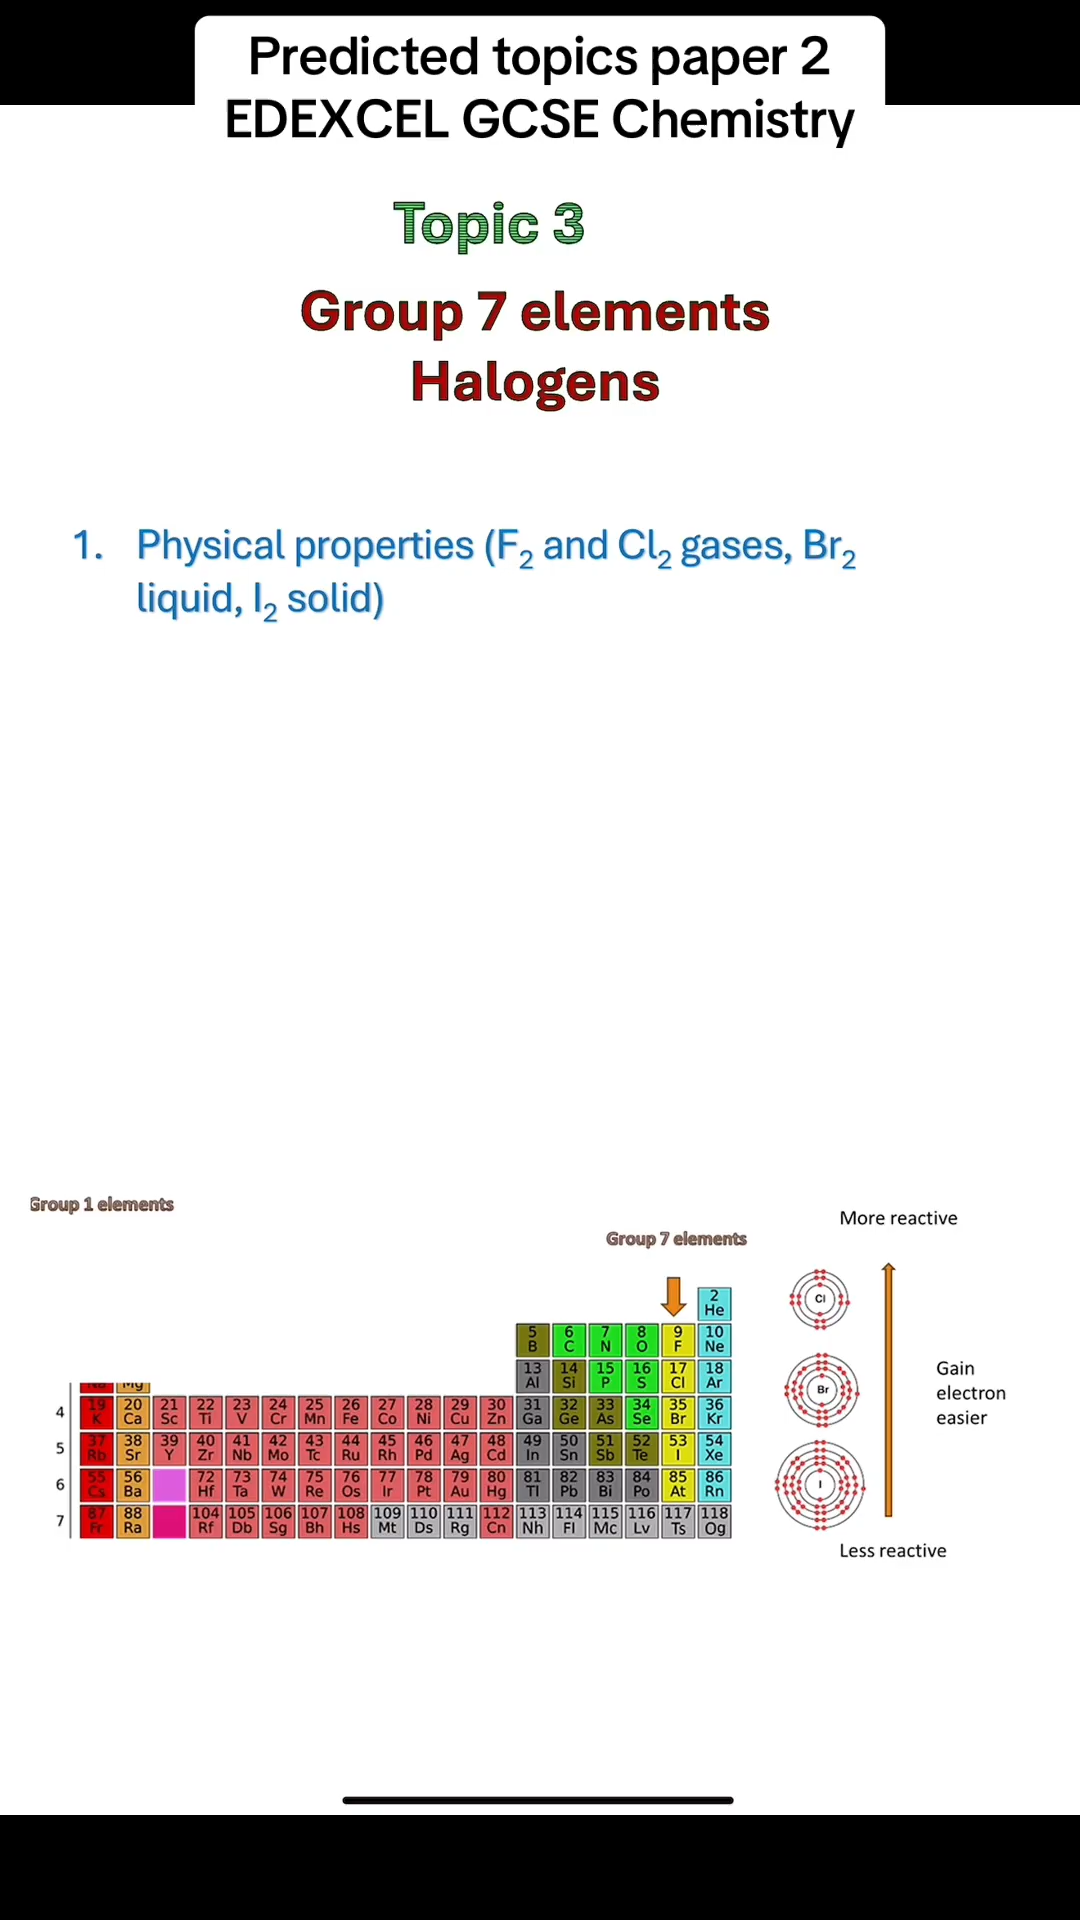 Predicted topics paper 2
EDEXCEL GCSE Chemistry
Topic 3
Group 7 elements
Halogens
1. Physical properties (F₂ and Cl₂ gases, Br₂
liquid, I₂ solid)
Group 1 elements
More reactive
Group 7 elements
2
He
5 6 7 8 9 10
B C N O F Ne
13 14 15 16 17 18
Al Si P S Cl Ar
Mg
4 19 20 21 22 23 24 25 26 27 28 29 30 31 32 33 34 35 36
K Ca Sc Ti V Cr Mn Fe Co Ni Cu Zn Ga Ge As Se Br Kr
5 37 38 39 40 41 42 43 44 45 46 47 48 49 50 51 52 53 54
Rb Sr Y Zr Nb Mo Tc Ru Rh Pd Ag Cd In Sn Sb Te I Xe
6 55 56 72 73 74 75 76 77 78 79 80 81 82 83 84 85 86
Cs Ba Hf Ta W Re Os Ir Pt Au Hg Tl Pb Bi Po At Rn
7 87 88 104 105 106 107 108 109 110 111 112 113 114 115 116 117 118
Fr Ra Rf Db Sg Bh Hs Mt Ds Rg Cn Nh Fl Mc Lv Ts Og
Cl
Br
I
Gain
electron
easier
Less reactive